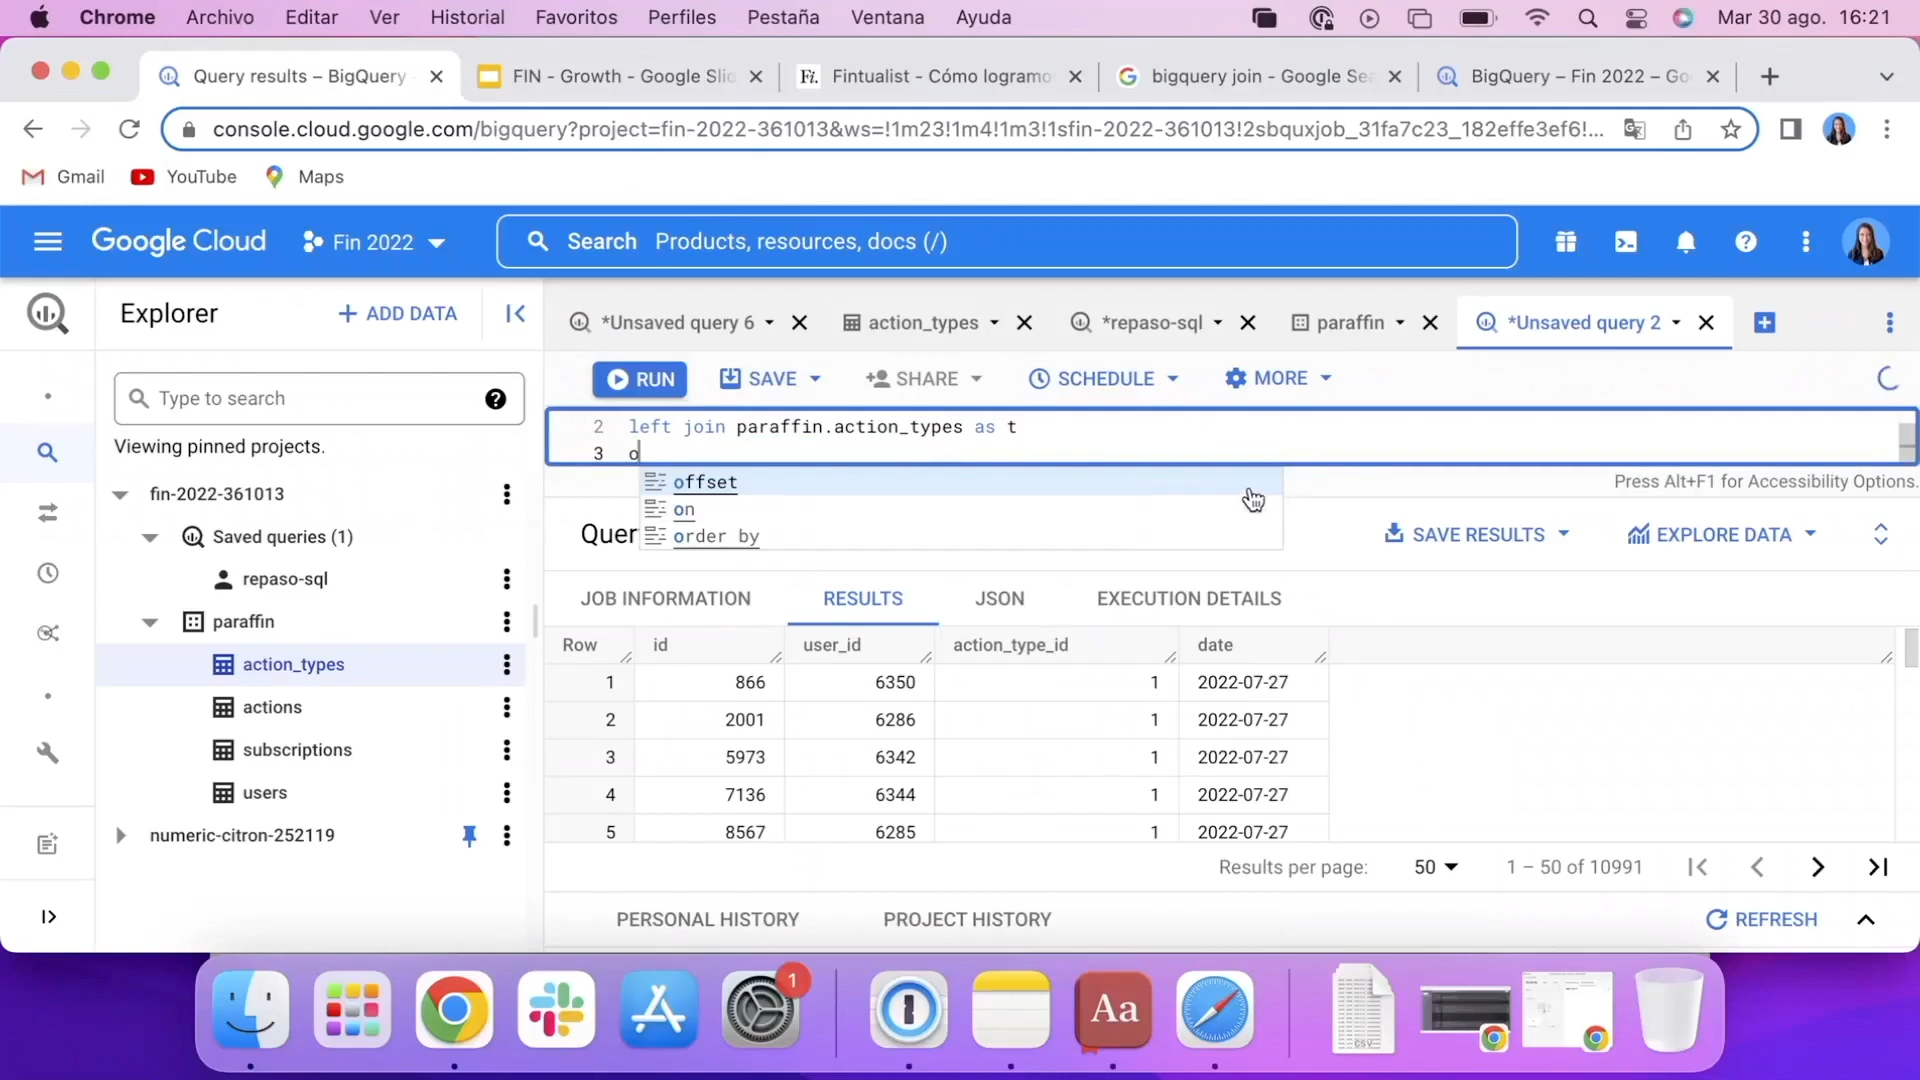 Chrome Archivo Editar Ver Historial Favoritos Perfiles Pestaña Ventana Ayuda Mar 30 ago. 16:21
Query results – BigQuery FIN - Growth - Google Slid Fi. Fintualist - Cómo logramo bigquery join - Google Sea BigQuery – Fin 2022 – Go
console.cloud.google.com/bigquery?project=fin-2022-361013&ws=!1m23!1m4!1m3!1sfin-2022-361013!2sbquxjob_31fa7c23_182effe3ef6!...
Gmail YouTube Maps
Google Cloud Fin 2022 Search Products, resources, docs (/)
Explorer + ADD DATA
*Unsaved query 6 action_types *repaso-sql paraffin *Unsaved query 2
RUN SAVE SHARE SCHEDULE MORE
Type to search
Viewing pinned projects.
fin-2022-361013
Saved queries (1)
repaso-sql
paraffin
action_types
actions
subscriptions
users
numeric-citron-252119
2 left join paraffin.action_types as t
3 o
offset
on
order by
Press Alt+F1 for Accessibility Options.
Quer SAVE RESULTS EXPLORE DATA
JOB INFORMATION RESULTS JSON EXECUTION DETAILS
Row id user_id action_type_id date
1 866 6350 1 2022-07-27
2 2001 6286 1 2022-07-27
3 5973 6342 1 2022-07-27
4 7136 6344 1 2022-07-27
5 8567 6285 1 2022-07-27
Results per page: 50 1 – 50 of 10991
PERSONAL HISTORY PROJECT HISTORY REFRESH
1
Aa
CSV